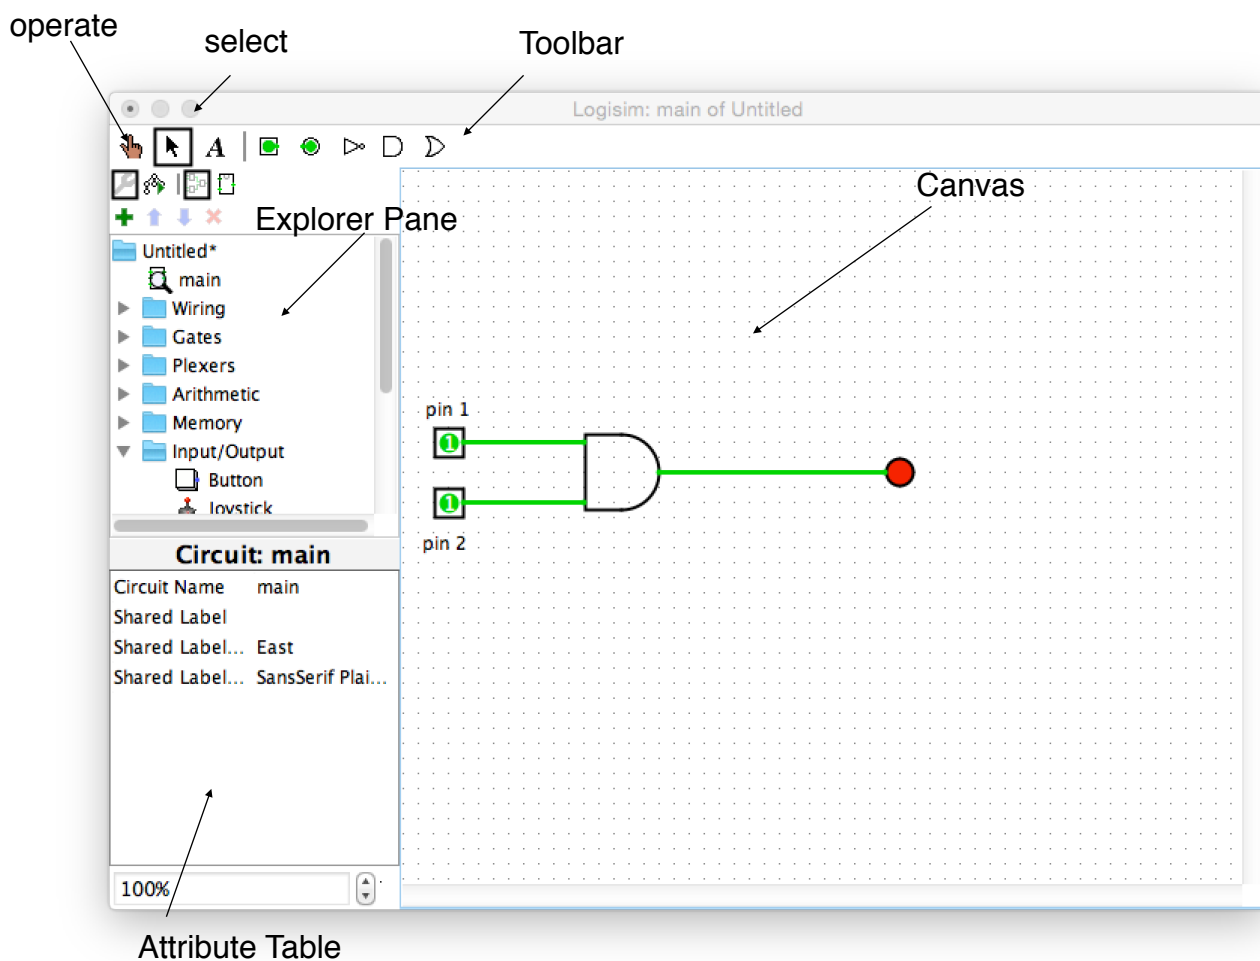 operate
select
Toolbar
Logisim: main of Untitled
A
Canvas
Explorer Pane
Untitled*
main
Wiring
Gates
Plexers
Arithmetic
Memory
Input/Output
Button
Joystick
pin 1
1
1
pin 2
Circuit: main
Circuit Name main
Shared Label
Shared Label... East
Shared Label... SansSerif Plai...
100%
Attribute Table